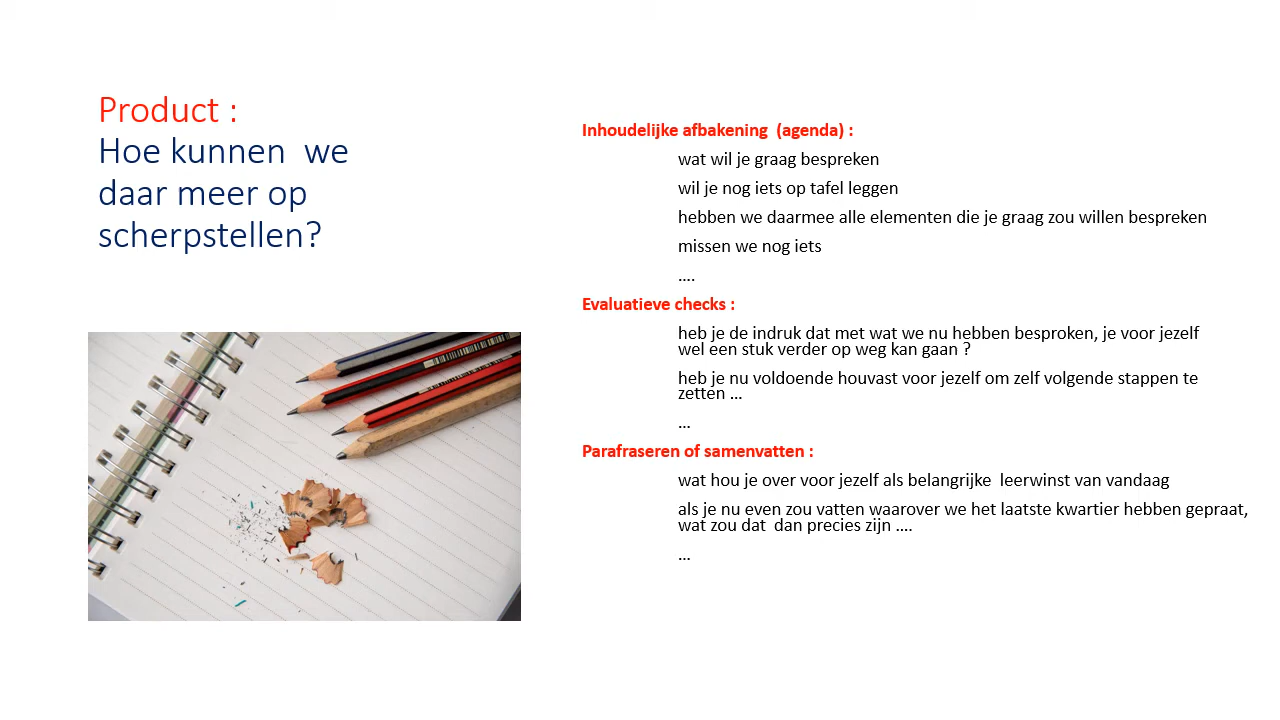 Product :
Hoe kunnen  we
daar meer op
scherpstellen?
Inhoudelijke afbakening  (agenda) :
wat wil je graag bespreken
wil je nog iets op tafel leggen
hebben we daarmee alle elementen die je graag zou willen bespreken
missen we nog iets
….
Evaluatieve checks :
heb je de indruk dat met wat we nu hebben besproken, je voor jezelf
wel een stuk verder op weg kan gaan ?
heb je nu voldoende houvast voor jezelf om zelf volgende stappen te
zetten …
…
Parafraseren of samenvatten :
wat hou je over voor jezelf als belangrijke  leerwinst van vandaag
als je nu even zou vatten waarover we het laatste kwartier hebben gepraat,
wat zou dat  dan precies zijn ….
…